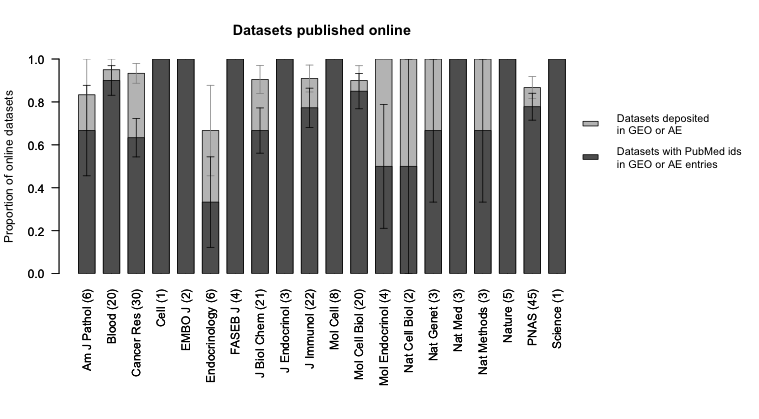 Datasets published online
Proportion of online datasets
1.0
0.8
0.6
0.4
0.2
0.0
Am J Pathol (6)
Blood (20)
Cancer Res (30)
Cell (1)
EMBO J (2)
Endocrinology (6)
FASEB J (4)
J Biol Chem (21)
J Endocrinol (3)
J Immunol (22)
Mol Cell (8)
Mol Cell Biol (20)
Mol Endocrinol (4)
Nat Cell Biol (2)
Nat Genet (3)
Nat Med (3)
Nat Methods (3)
Nature (5)
PNAS (45)
Science (1)
Datasets deposited
in GEO or AE
Datasets with PubMed ids
in GEO or AE entries